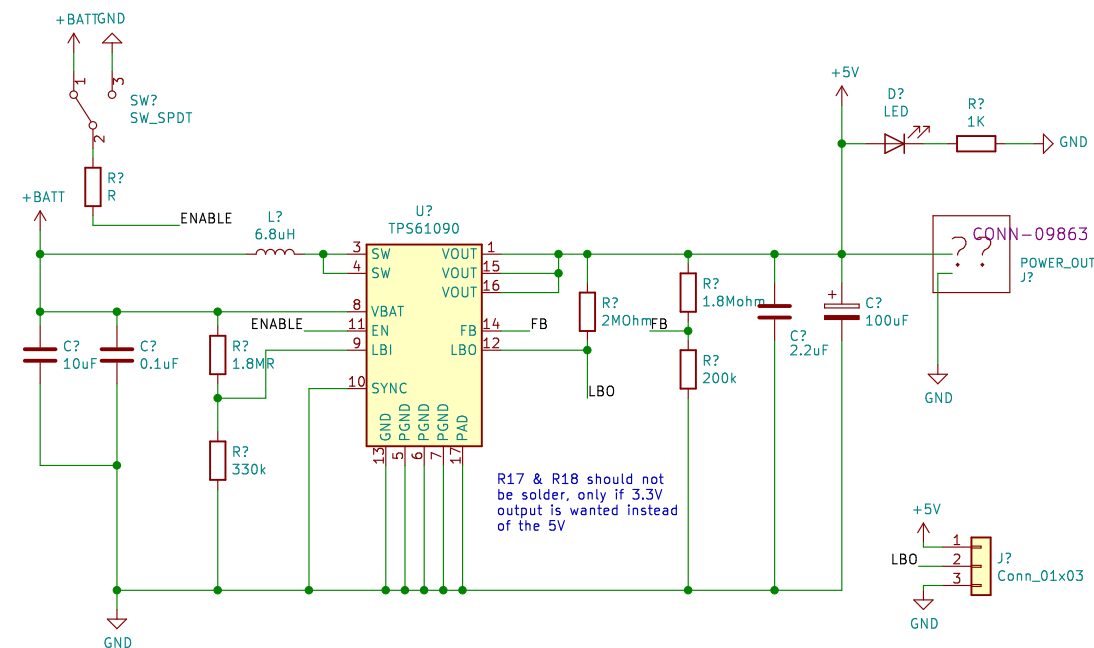 +BATT GND
1
3
SW?
SW_SPDT
2
R?
R
ENABLE
+BATT
L?
6.8uH
U?
TPS61090
3 SW
4 SW
8 VBAT
11 EN
9 LBI
10 SYNC
VOUT 1
VOUT 15
VOUT 16
FB 14
LBO 12
GND 13
PGND 5
PGND 6
PGND 7
PAD 17
ENABLE
C?
10uF
C?
0.1uF
R?
1.8MR
R?
330k
GND
FB
R?
2MOhm
LBO
R?
1.8Mohm
FB
R?
200k
C?
2.2uF
+
C?
100uF
+5V
D?
LED
R?
1K
GND
CONN-09863
? ?
POWER_OUT
J?
GND
R17 & R18 should not
be solder, only if 3.3V
output is wanted instead
of the 5V
+5V
1
LBO 2
3
J?
Conn_01x03
GND